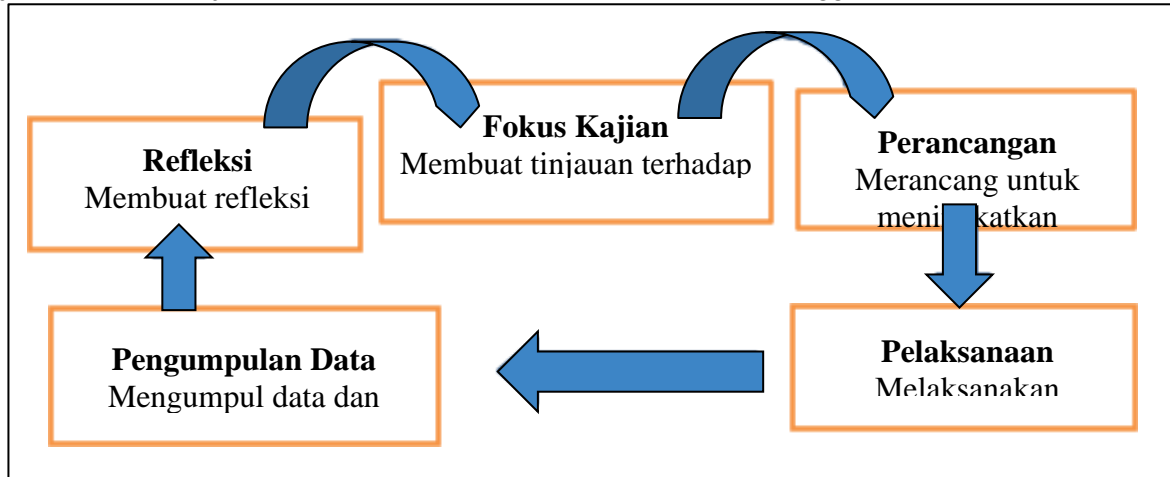 Refleksi
Membuat refleksi
Fokus Kajian
Membuat tinjauan terhadap
Perancangan
Merancang untuk
Pelaksanaan
Melaksanakan
Pengumpulan Data
Mengumpul data dan